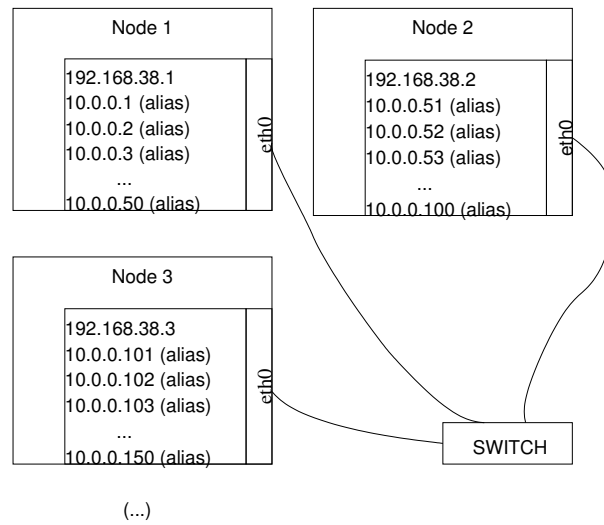 Node 1
192.168.38.1
10.0.0.1 (alias)
10.0.0.2 (alias)
10.0.0.3 (alias)
...
10.0.0.50 (alias)
eth0
Node 2
192.168.38.2
10.0.0.51 (alias)
10.0.0.52 (alias)
10.0.0.53 (alias)
...
10.0.0.100 (alias)
eth0
Node 3
192.168.38.3
10.0.0.101 (alias)
10.0.0.102 (alias)
10.0.0.103 (alias)
...
10.0.0.150 (alias)
eth0
SWITCH
(...)